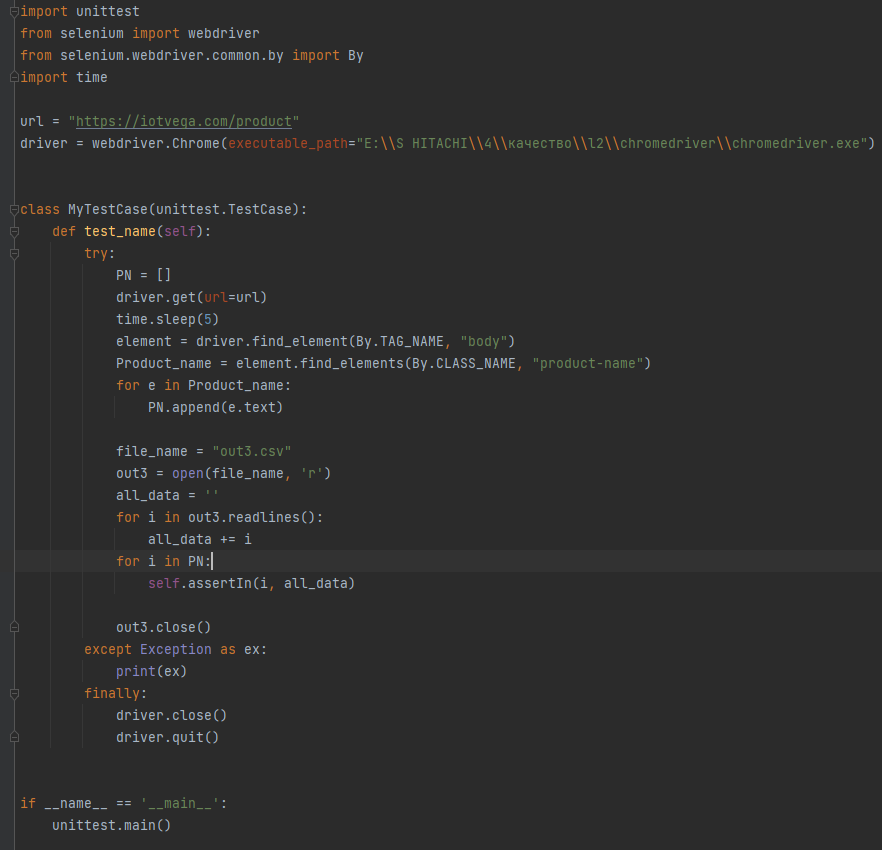 import unittest
from selenium import webdriver
from selenium.webdriver.common.by import By
import time
url = "https://iotvega.com/product"
driver = webdriver.Chrome(executable_path="E:\\S HITACHI\\4\\качество\\l2\\chromedriver\\chromedriver.exe")
class MyTestCase(unittest.TestCase):
    def test_name(self):
        try:
            PN = []
            driver.get(url=url)
            time.sleep(5)
            element = driver.find_element(By.TAG_NAME, "body")
            Product_name = element.find_elements(By.CLASS_NAME, "product-name")
            for e in Product_name:
                PN.append(e.text)
            file_name = "out3.csv"
            out3 = open(file_name, 'r')
            all_data = ''
            for i in out3.readlines():
                all_data += i
            for i in PN:
                self.assertIn(i, all_data)
            out3.close()
        except Exception as ex:
            print(ex)
        finally:
            driver.close()
            driver.quit()
if __name__ == '__main__':
    unittest.main()